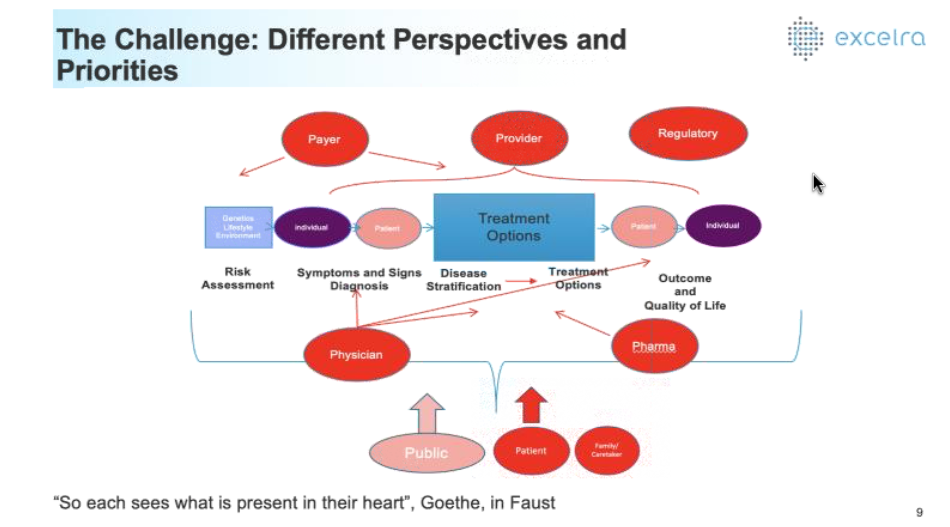 The Challenge: Different Perspectives and
Priorities
excelra
Payer
Provider
Regulatory
Genetics
Lifestyle
Environment
Individual
Patient
Treatment
Options
Patient
Individual
Risk
Assessment
Symptoms and Signs
Diagnosis
Disease
Stratification
Treatment
Options
Outcome
and
Quality of Life
Physician
Pharma
Public
Patient
Family/
Caretaker
“So each sees what is present in their heart”, Goethe, in Faust
9